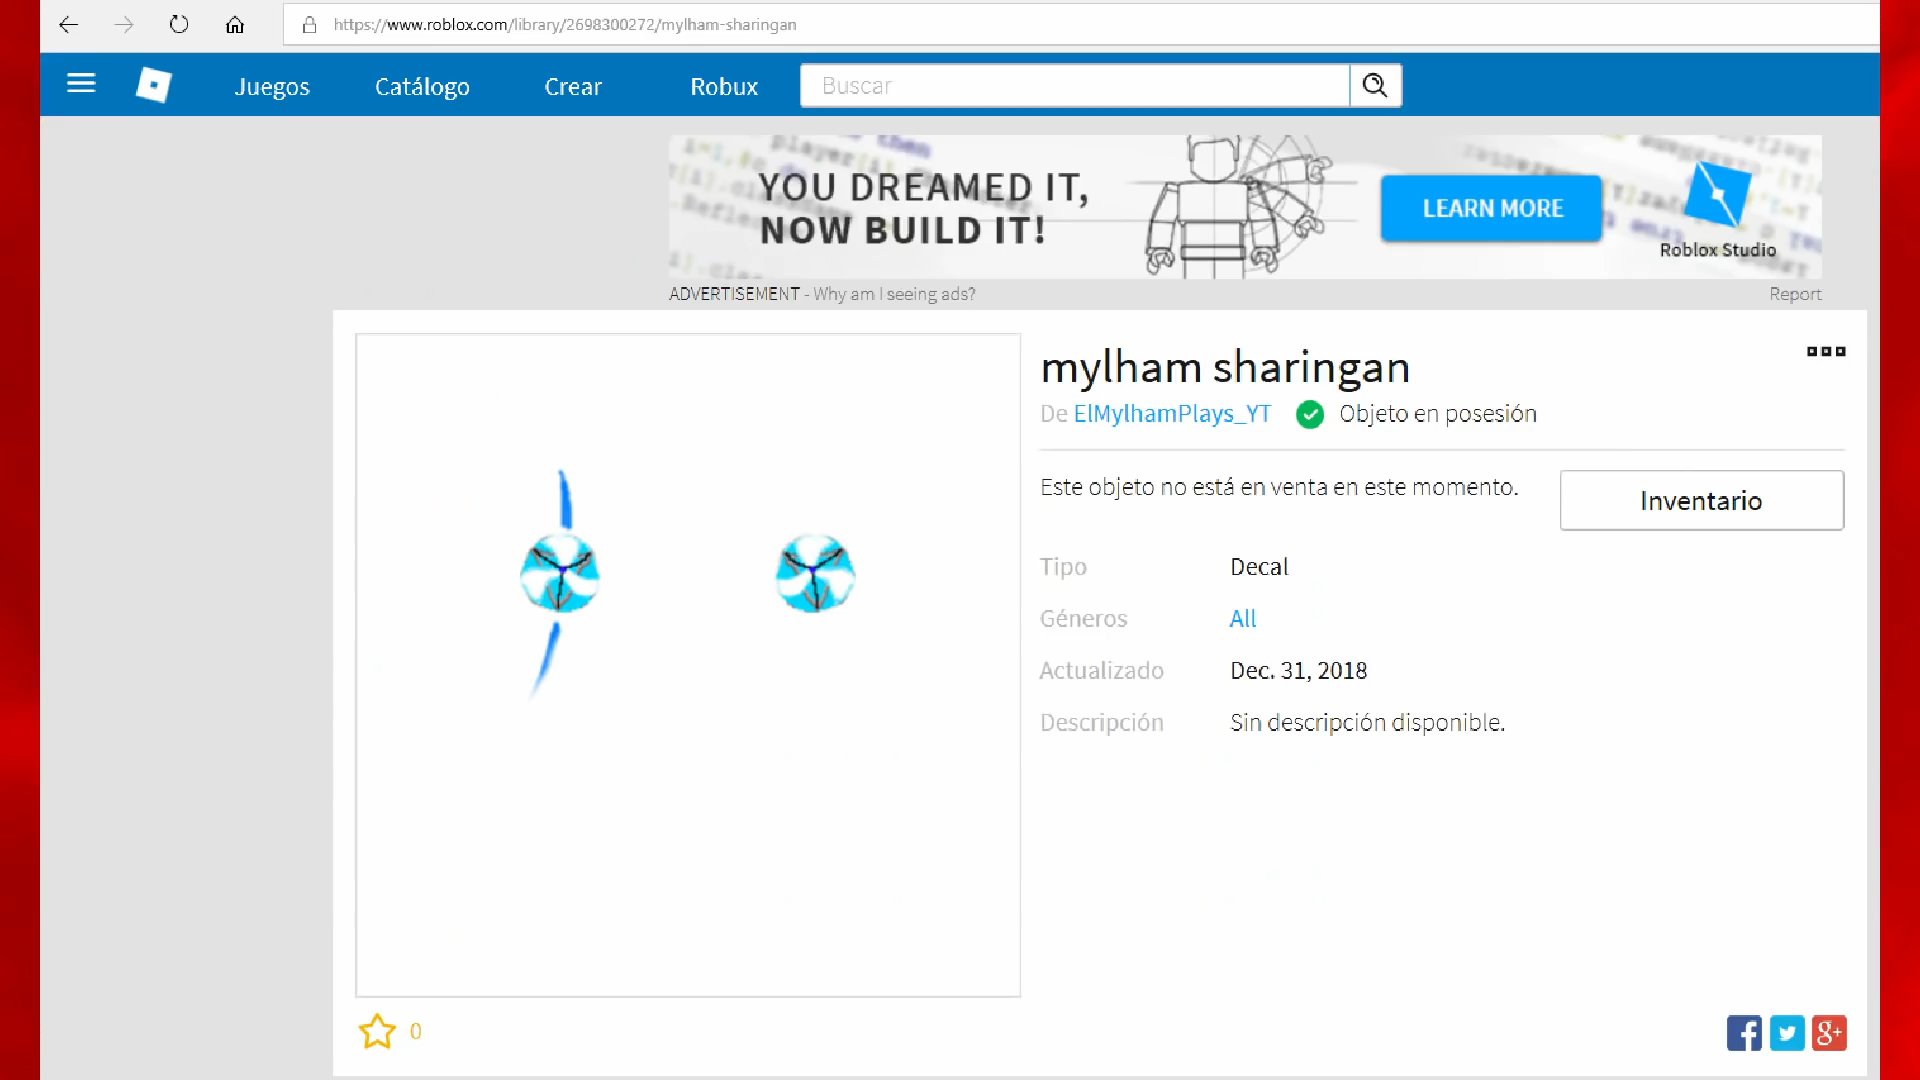 https://www.roblox.com/library/2698300272/mylham-sharingan
Juegos Catálogo Crear Robux Buscar
YOU DREAMED IT,
NOW BUILD IT!
LEARN MORE
Roblox Studio
ADVERTISEMENT - Why am I seeing ads? Report
mylham sharingan
De ElMylhamPlays_YT Objeto en posesión
Este objeto no está en venta en este momento. Inventario
Tipo Decal
Géneros All
Actualizado Dec. 31, 2018
Descripción Sin descripción disponible.
0